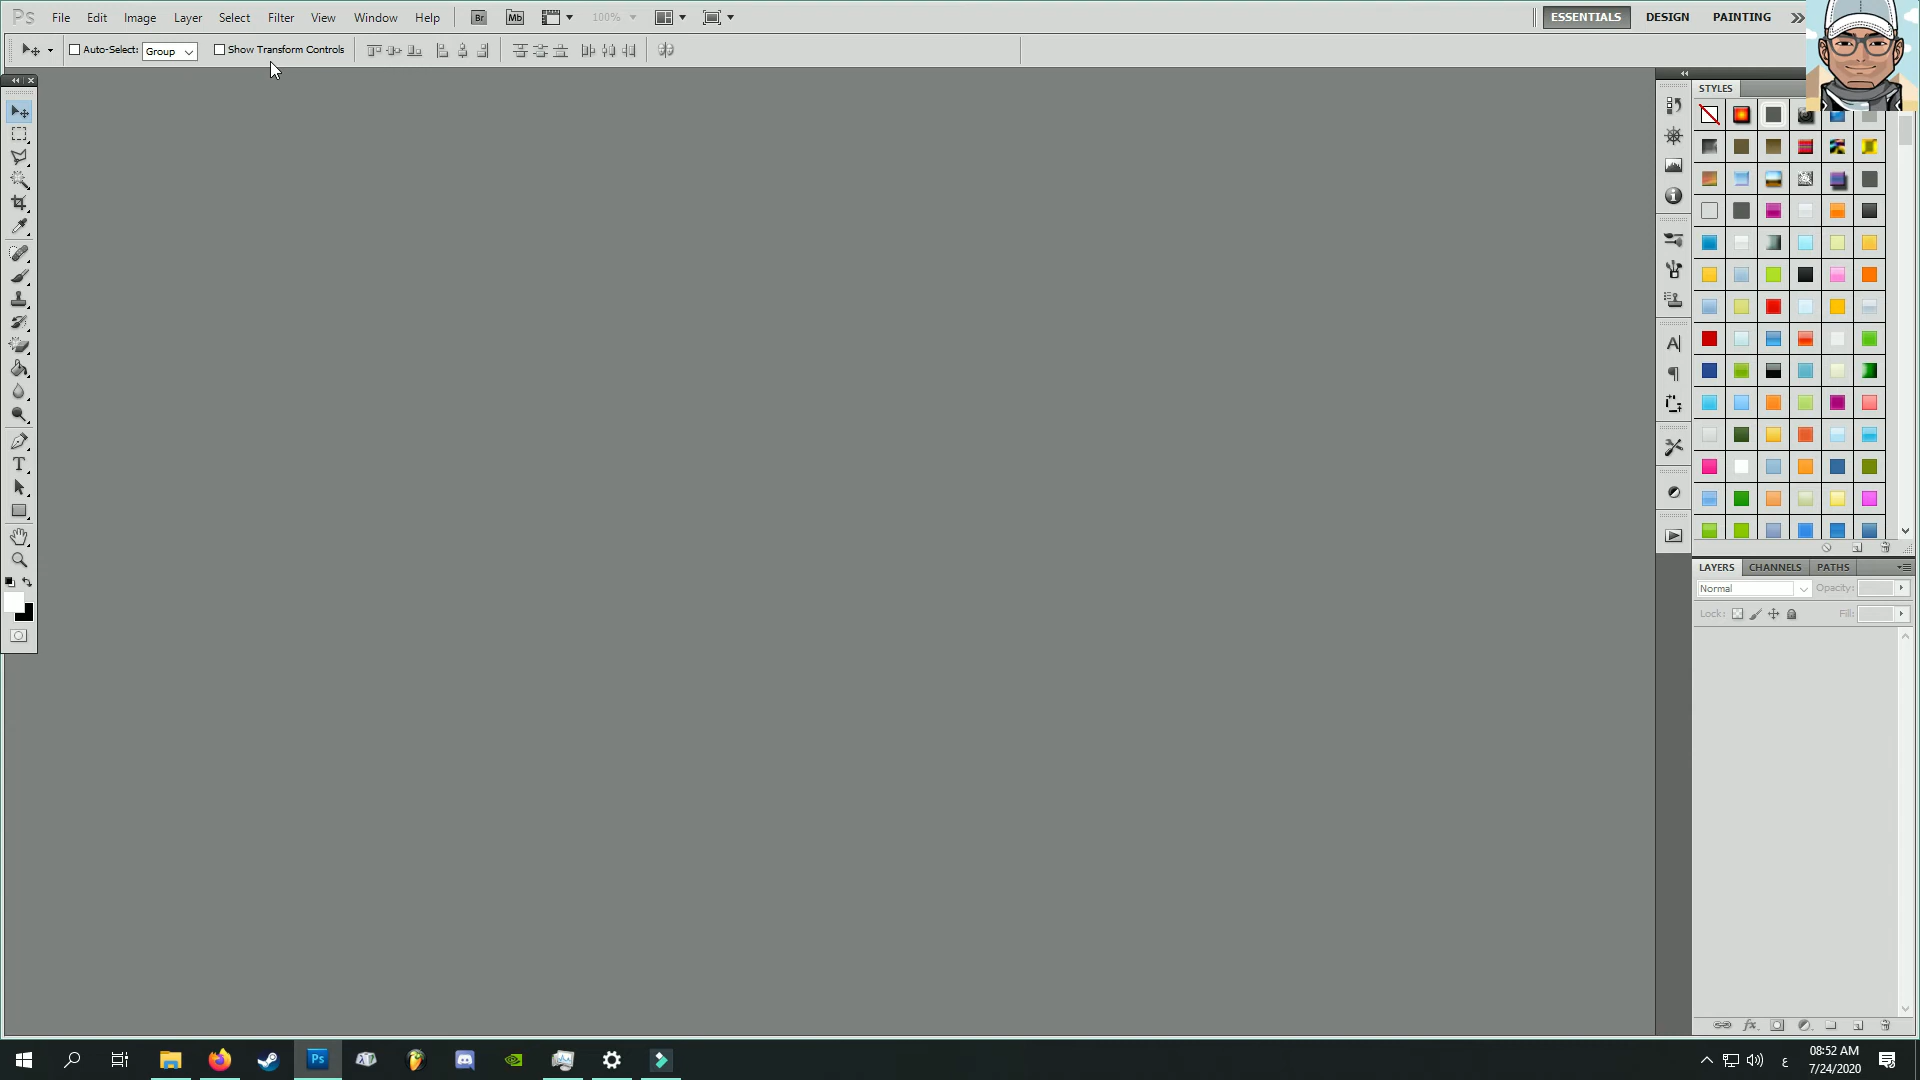 Ps File Edit Image Layer Select Filter View Window Help Br Mb 100% ESSENTIALS DESIGN PAINTING
Auto-Select: Group Show Transform Controls
STYLES
LAYERS CHANNELS PATHS
Normal Opacity:
Lock: Fill:
Ps
ع
08:52 AM
7/24/2020